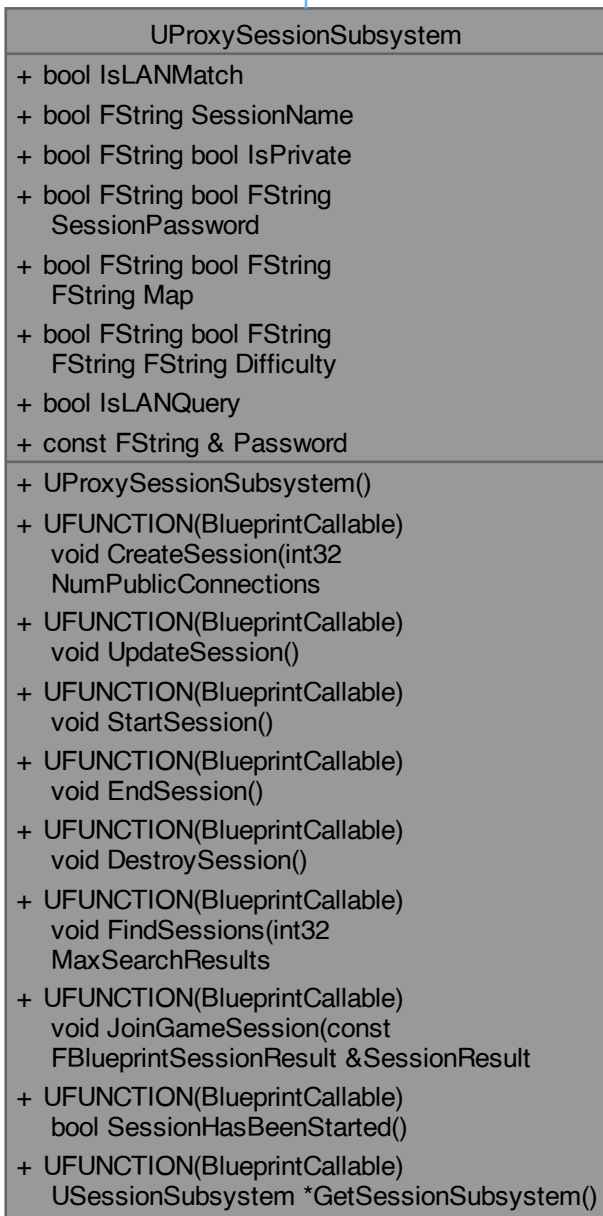 UProxySessionSubsystem
+ bool IsLANMatch
+ bool FString SessionName
+ bool FString bool IsPrivate
+ bool FString bool FString
SessionPassword
+ bool FString bool FString
FString Map
+ bool FString bool FString
FString FString Difficulty
+ bool IsLANQuery
+ const FString & Password
+ UProxySessionSubsystem()
+ UFUNCTION(BlueprintCallable)
void CreateSession(int32
NumPublicConnections
+ UFUNCTION(BlueprintCallable)
void UpdateSession()
+ UFUNCTION(BlueprintCallable)
void StartSession()
+ UFUNCTION(BlueprintCallable)
void EndSession()
+ UFUNCTION(BlueprintCallable)
void DestroySession()
+ UFUNCTION(BlueprintCallable)
void FindSessions(int32
MaxSearchResults
+ UFUNCTION(BlueprintCallable)
void JoinGameSession(const
FBlueprintSessionResult &SessionResult
+ UFUNCTION(BlueprintCallable)
bool SessionHasBeenStarted()
+ UFUNCTION(BlueprintCallable)
USessionSubsystem *GetSessionSubsystem()